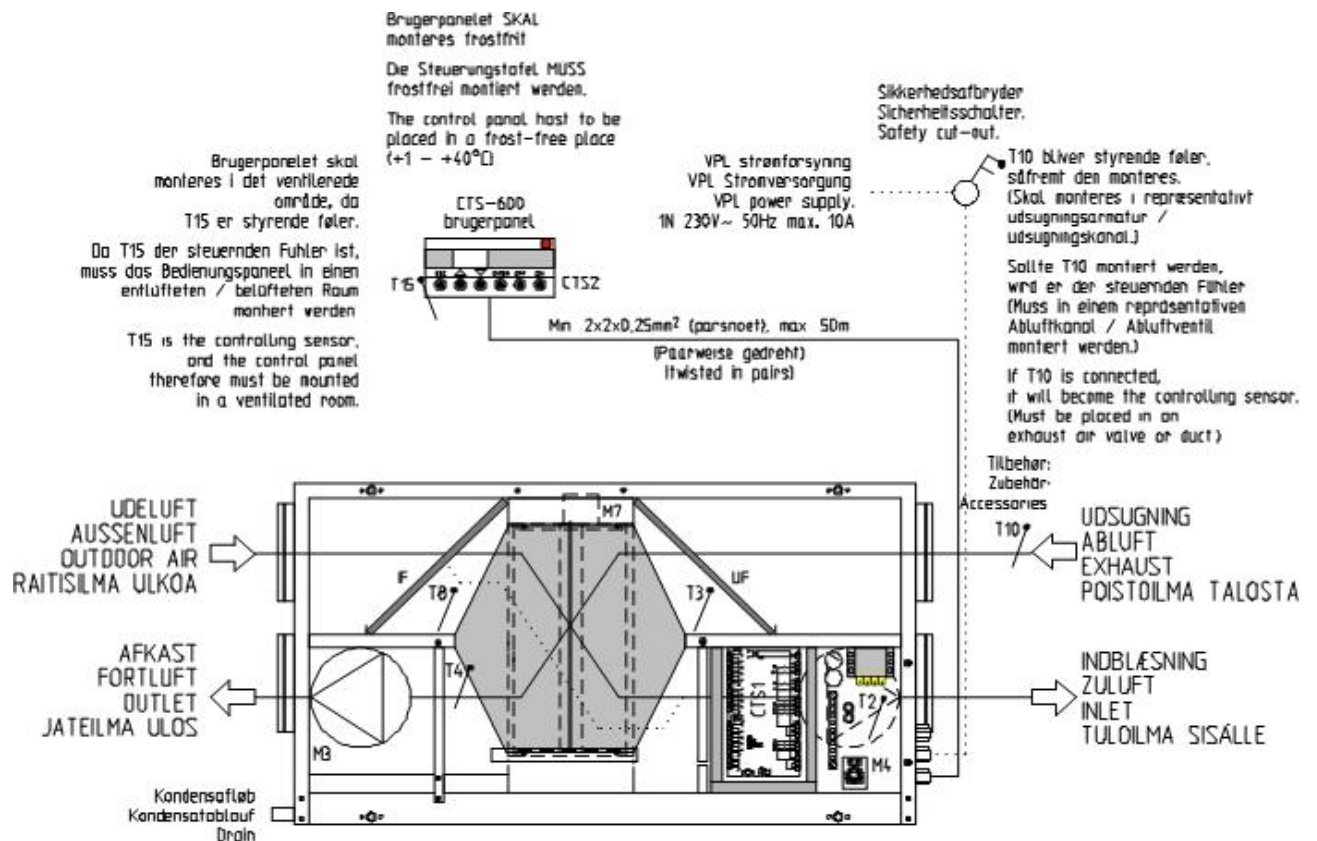 Brugerpanelet SKAL
monteres frostfrit
Die Steuerungstafel MUSS
frostfrei montiert werden.
The control panal hast to be
placed in a frost-free place
(+1 - +40°C)
Brugerpanelet skal
monteres i det ventilerede
område, da
T15 er styrende føler.
Da T15 der steuernden Fuhler ist,
muss das Bedienungspaneel in einen
entlüfteten / belüfteten Raum
montiert werden
T15 is the controlling sensor,
and the control panel
therefore must be mounted
in a ventilated room.
CTS-600
brugerpanel
T15
CTS2
VPL strømforsyning
VPL Stromversorgung
VPL power supply.
1N 230V~ 50Hz max. 10A
Sikkerhedsafbryder
Sicherheitsschalter.
Safety cut-out.
T10 bliver styrende føler,
såfremt den monteres.
(Skal monteres i repræsentativt
udsugningsarmatur /
udsugningskanal.)
Sollte T10 montiert werden,
wird er der steuernden Fühler
(Muss in einem repräsentativen
Abluftkanal / Abluftventil
montiert werden.)
If T10 is connected,
it will become the controlling sensor.
(Must be placed in an
exhaust air valve or duct)
Min 2x2x0,25mm² (parsnoet), max 50m
(Paarweise gedreht)
(twisted in pairs)
Tilbehør:
Zubehör:
Accessories
T10
UDELUFT
AUSSENLUFT
OUTDOOR AIR
RAITISILMA ULKOA
UDSUGNING
ABLUFT
EXHAUST
POISTOILMA TALOSTA
M7
IF
UF
T8
T3
T4
AFKAST
FORTLUFT
OUTLET
JATEILMA ULOS
M3
CTS1
T2
M4
INDBLÆSNING
ZULUFT
INLET
TULOILMA SISÁLLE
Kondensafløb
Kondensatablauf
Drain